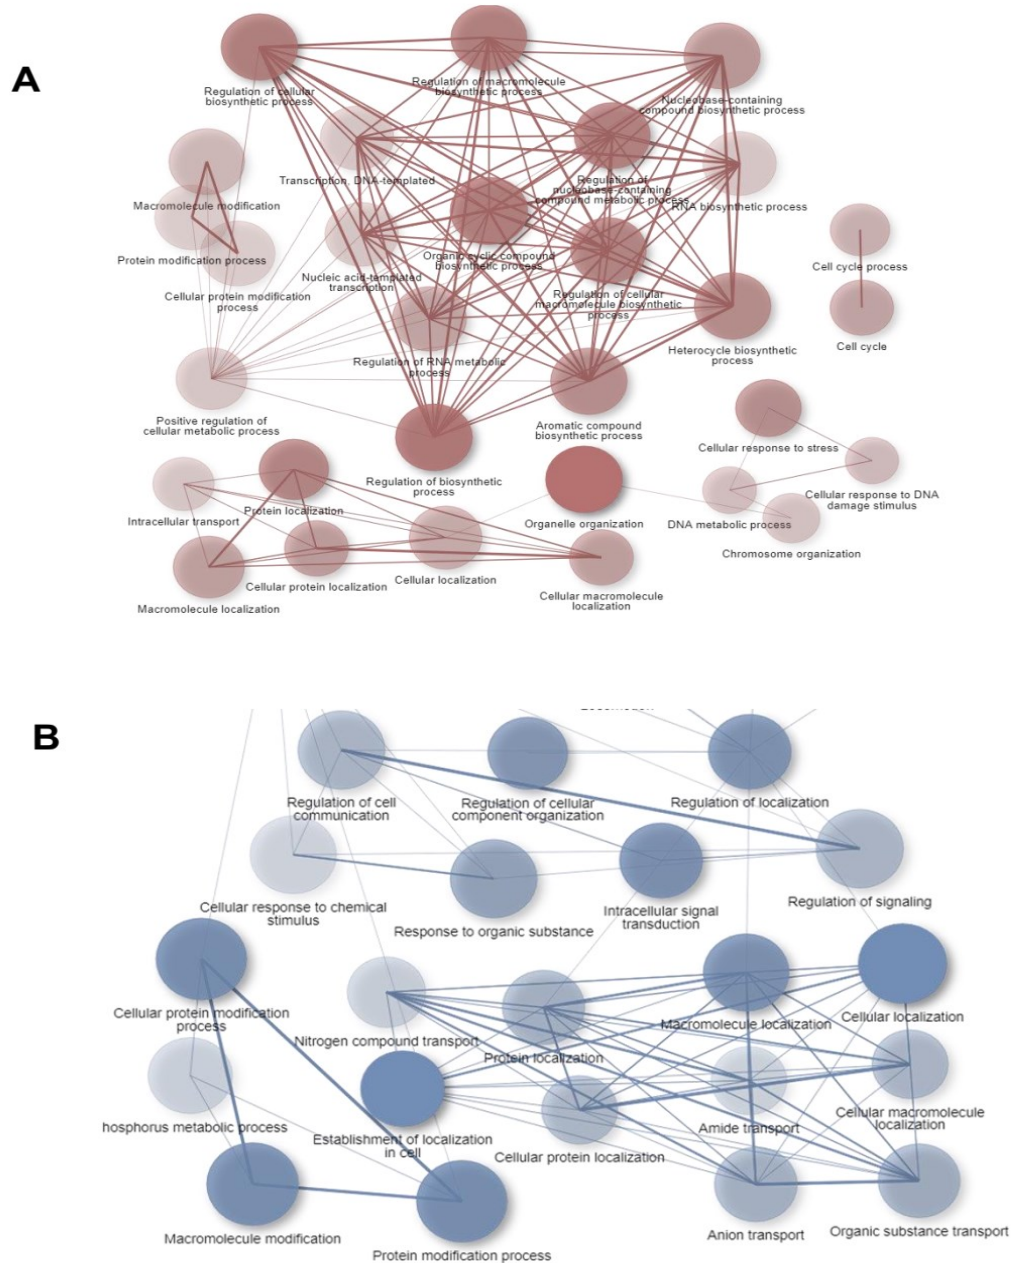 A
Regulation of cellular
biosynthetic process
Regulation of macromolecule
biosynthetic process
Nucleobase-containing
compound biosynthetic process
Transcription, DNA-templated
Regulation of
nucleobase-containing
compound metabolic process
RNA biosynthetic process
Macromolecule modification
Protein modification process
Cellular protein modification
process
Nucleic acid-templated
transcription
Organic cyclic compound
biosynthetic process
Regulation of cellular
macromolecule biosynthetic
process
Cell cycle process
Cell cycle
Regulation of RNA metabolic
process
Heterocycle biosynthetic
process
Positive regulation of
cellular metabolic process
Aromatic compound
biosynthetic process
Regulation of biosynthetic
process
Cellular response to stress
Intracellular transport
Protein localization
Organelle organization
Cellular response to DNA
damage stimulus
DNA metabolic process
Chromosome organization
Macromolecule localization
Cellular protein localization
Cellular localization
Cellular macromolecule
localization
B
Regulation of cell
communication
Regulation of cellular
component organization
Regulation of localization
Cellular response to chemical
stimulus
Response to organic substance
Intracellular signal
transduction
Regulation of signaling
Cellular protein modification
process
Nitrogen compound transport
Protein localization
Macromolecule localization
Cellular localization
hosphorus metabolic process
Establishment of localization
in cell
Cellular protein localization
Amide transport
Cellular macromolecule
localization
Macromolecule modification
Protein modification process
Anion transport
Organic substance transport